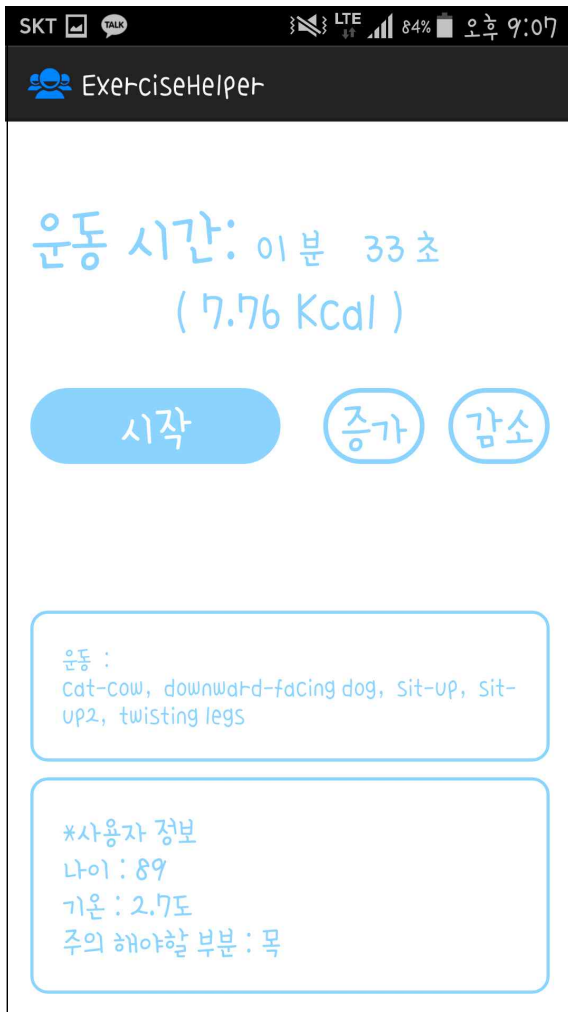 SKT TALK LTE 84% 오후 9:07
ExerciseHelper
운동 시간: 01 분 33 초
( 7.76 Kcal )
시작 증가 감소
운동 :
cat-cow, downward-facing dog, sit-up, sit-
up2, twisting legs
*사용자 정보
나이 : 89
기온 : 2.7도
주의 해야할 부분 : 목